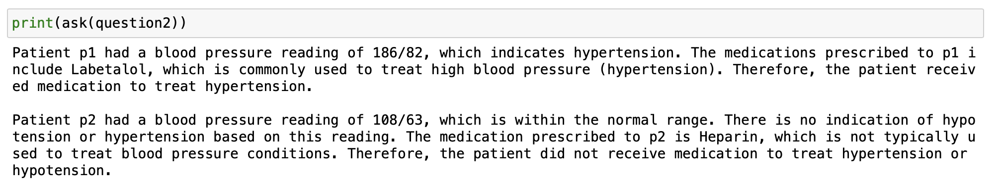 print(ask(question2))
Patient p1 had a blood pressure reading of 186/82, which indicates hypertension. The medications prescribed to p1 i
nclude Labetalol, which is commonly used to treat high blood pressure (hypertension). Therefore, the patient receiv
ed medication to treat hypertension.
Patient p2 had a blood pressure reading of 108/63, which is within the normal range. There is no indication of hypo
tension or hypertension based on this reading. The medication prescribed to p2 is Heparin, which is not typically u
sed to treat blood pressure conditions. Therefore, the patient did not receive medication to treat hypertension or
hypotension.